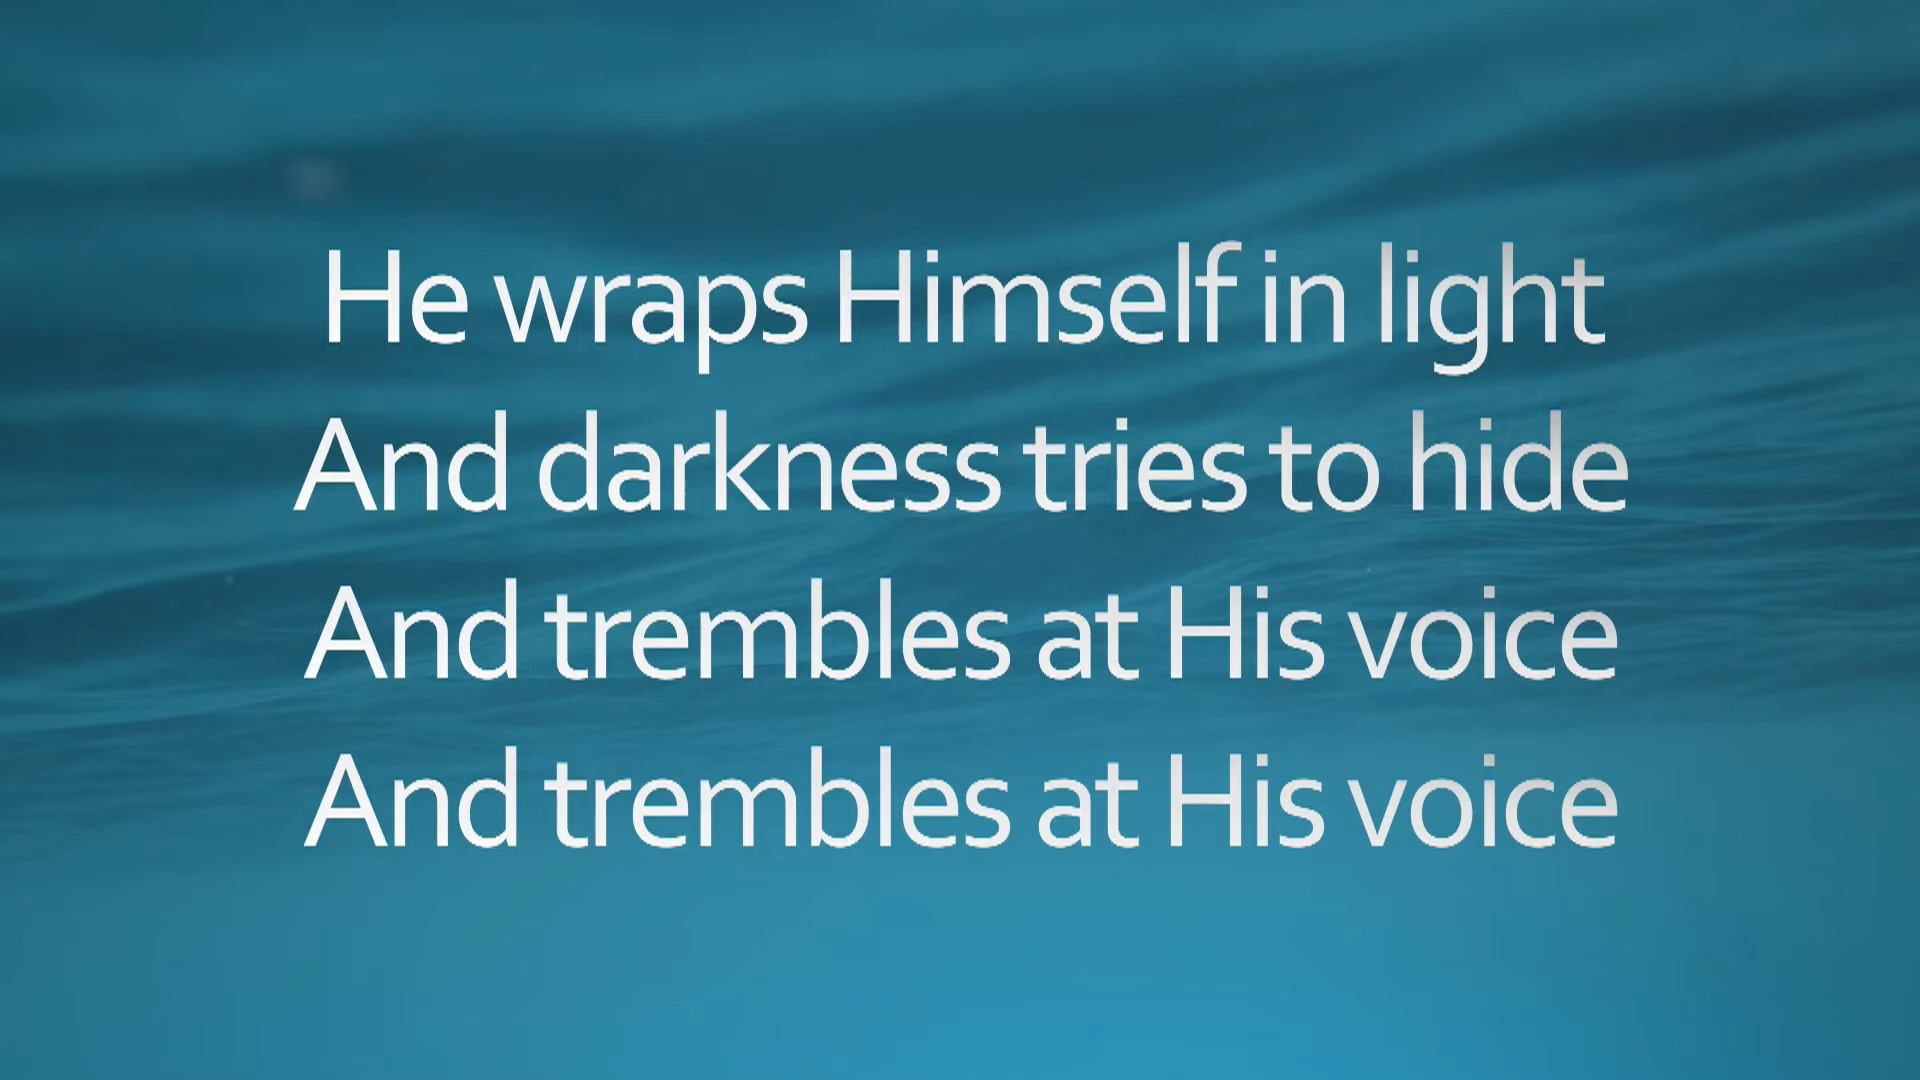 He wraps Himself in light
And darkness tries to hide
And trembles at His voice
And trembles at His voice